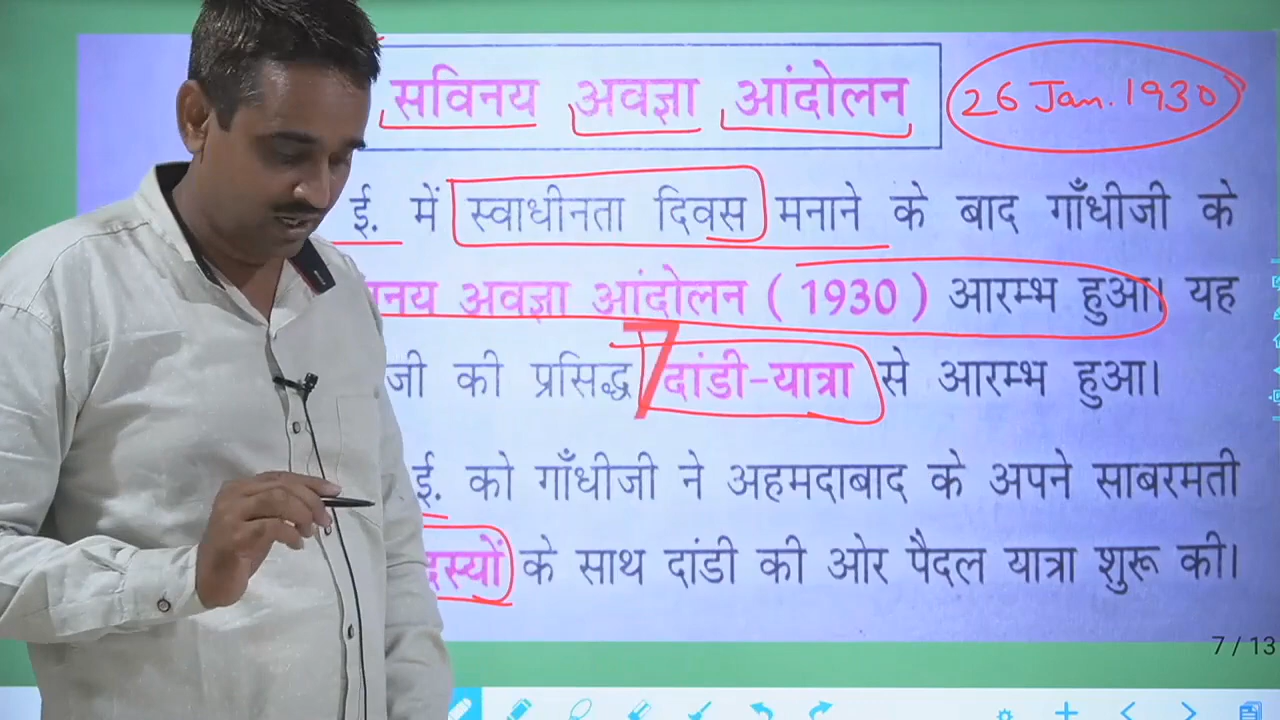 सविनय अवज्ञा आंदोलन 26 Jan. 1930
ई. में स्वाधीनता दिवस मनाने के बाद गाँधीजी के
अवज्ञा आंदोलन ( 1930 ) आरम्भ हुआ। यह
की प्रसिद्ध दांडी-यात्रा से आरम्भ हुआ।
7
ई. को गाँधीजी ने अहमदाबाद के अपने साबरमती
के साथ दांडी की ओर पैदल यात्रा शुरू की।
7 / 13